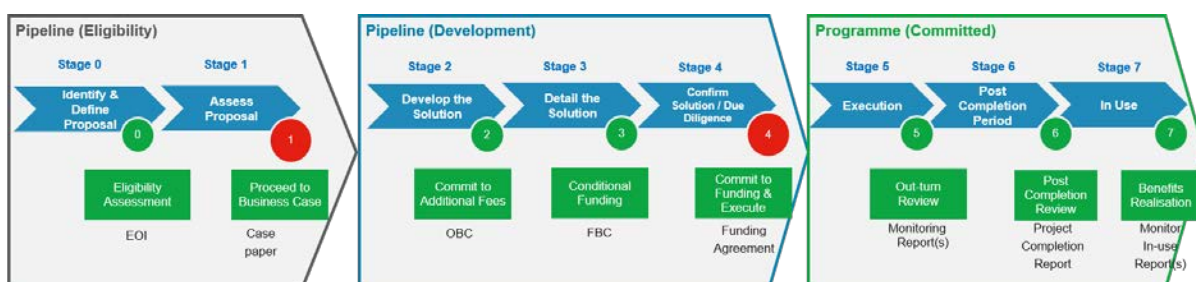 Pipeline (Eligibility)
Stage 0
Stage 1
Identify &
Define
Proposal
Assess
Proposal
0
1
Eligibility
Assessment
Proceed to
Business Case
EOI
Case
paper
Pipeline (Development)
Stage 2
Stage 3
Stage 4
Develop the
Solution
Detail the
Solution
Confirm
Solution / Due
Diligence
2
3
4
Commit to
Additional Fees
Conditional
Funding
Commit to
Funding &
Execute
OBC
FBC
Funding
Agreement
Programme (Committed)
Stage 5
Stage 6
Stage 7
Execution
Post
Completion
Period
In Use
5
6
7
Out-turn
Review
Post
Completion
Review
Benefits
Realisation
Monitoring
Report(s)
Project
Completion
Report
Monitor
In-use
Report(s)